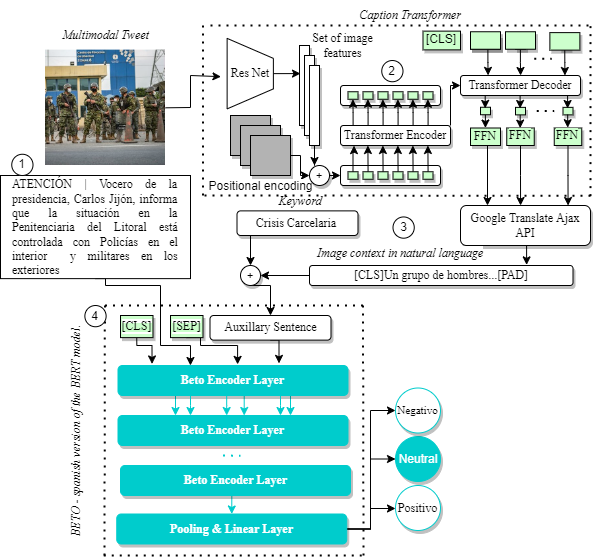 Caption Transformer
Multimodal Tweet
Set of image
features
[CLS]
Res Net
2
Transformer Decoder
Transformer Encoder
FFN
FFN
FFN
Positional encoding
+
1
ATENCIÓN | Vocero de la
presidencia, Carlos Jijón, informa
que la situación en la
Penitenciaria del Litoral está
controlada con Policías en el
interior y militares en los
exteriores
Keyword
Crisis Carcelaria
3
Google Translate Ajax
API
Image context in natural language
+
[CLS]Un grupo de hombres...[PAD]
4
[CLS]
[SEP]
Auxillary Sentence
BETO - spanish version of the BERT model.
Beto Encoder Layer
Beto Encoder Layer
...
Beto Encoder Layer
Pooling & Linear Layer
Negativo
Neutral
Positivo